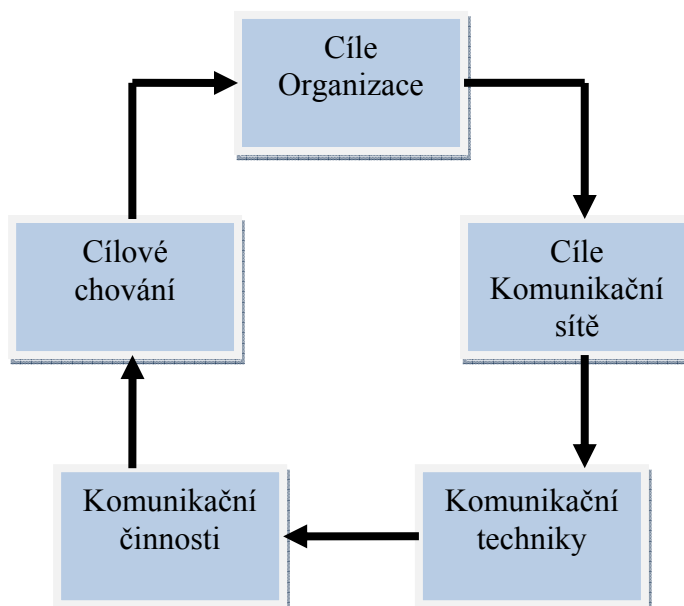 Cíle
Organizace
Cílové
chování
Cíle
Komunikační
sítě
Komunikační
činnosti
Komunikační
techniky